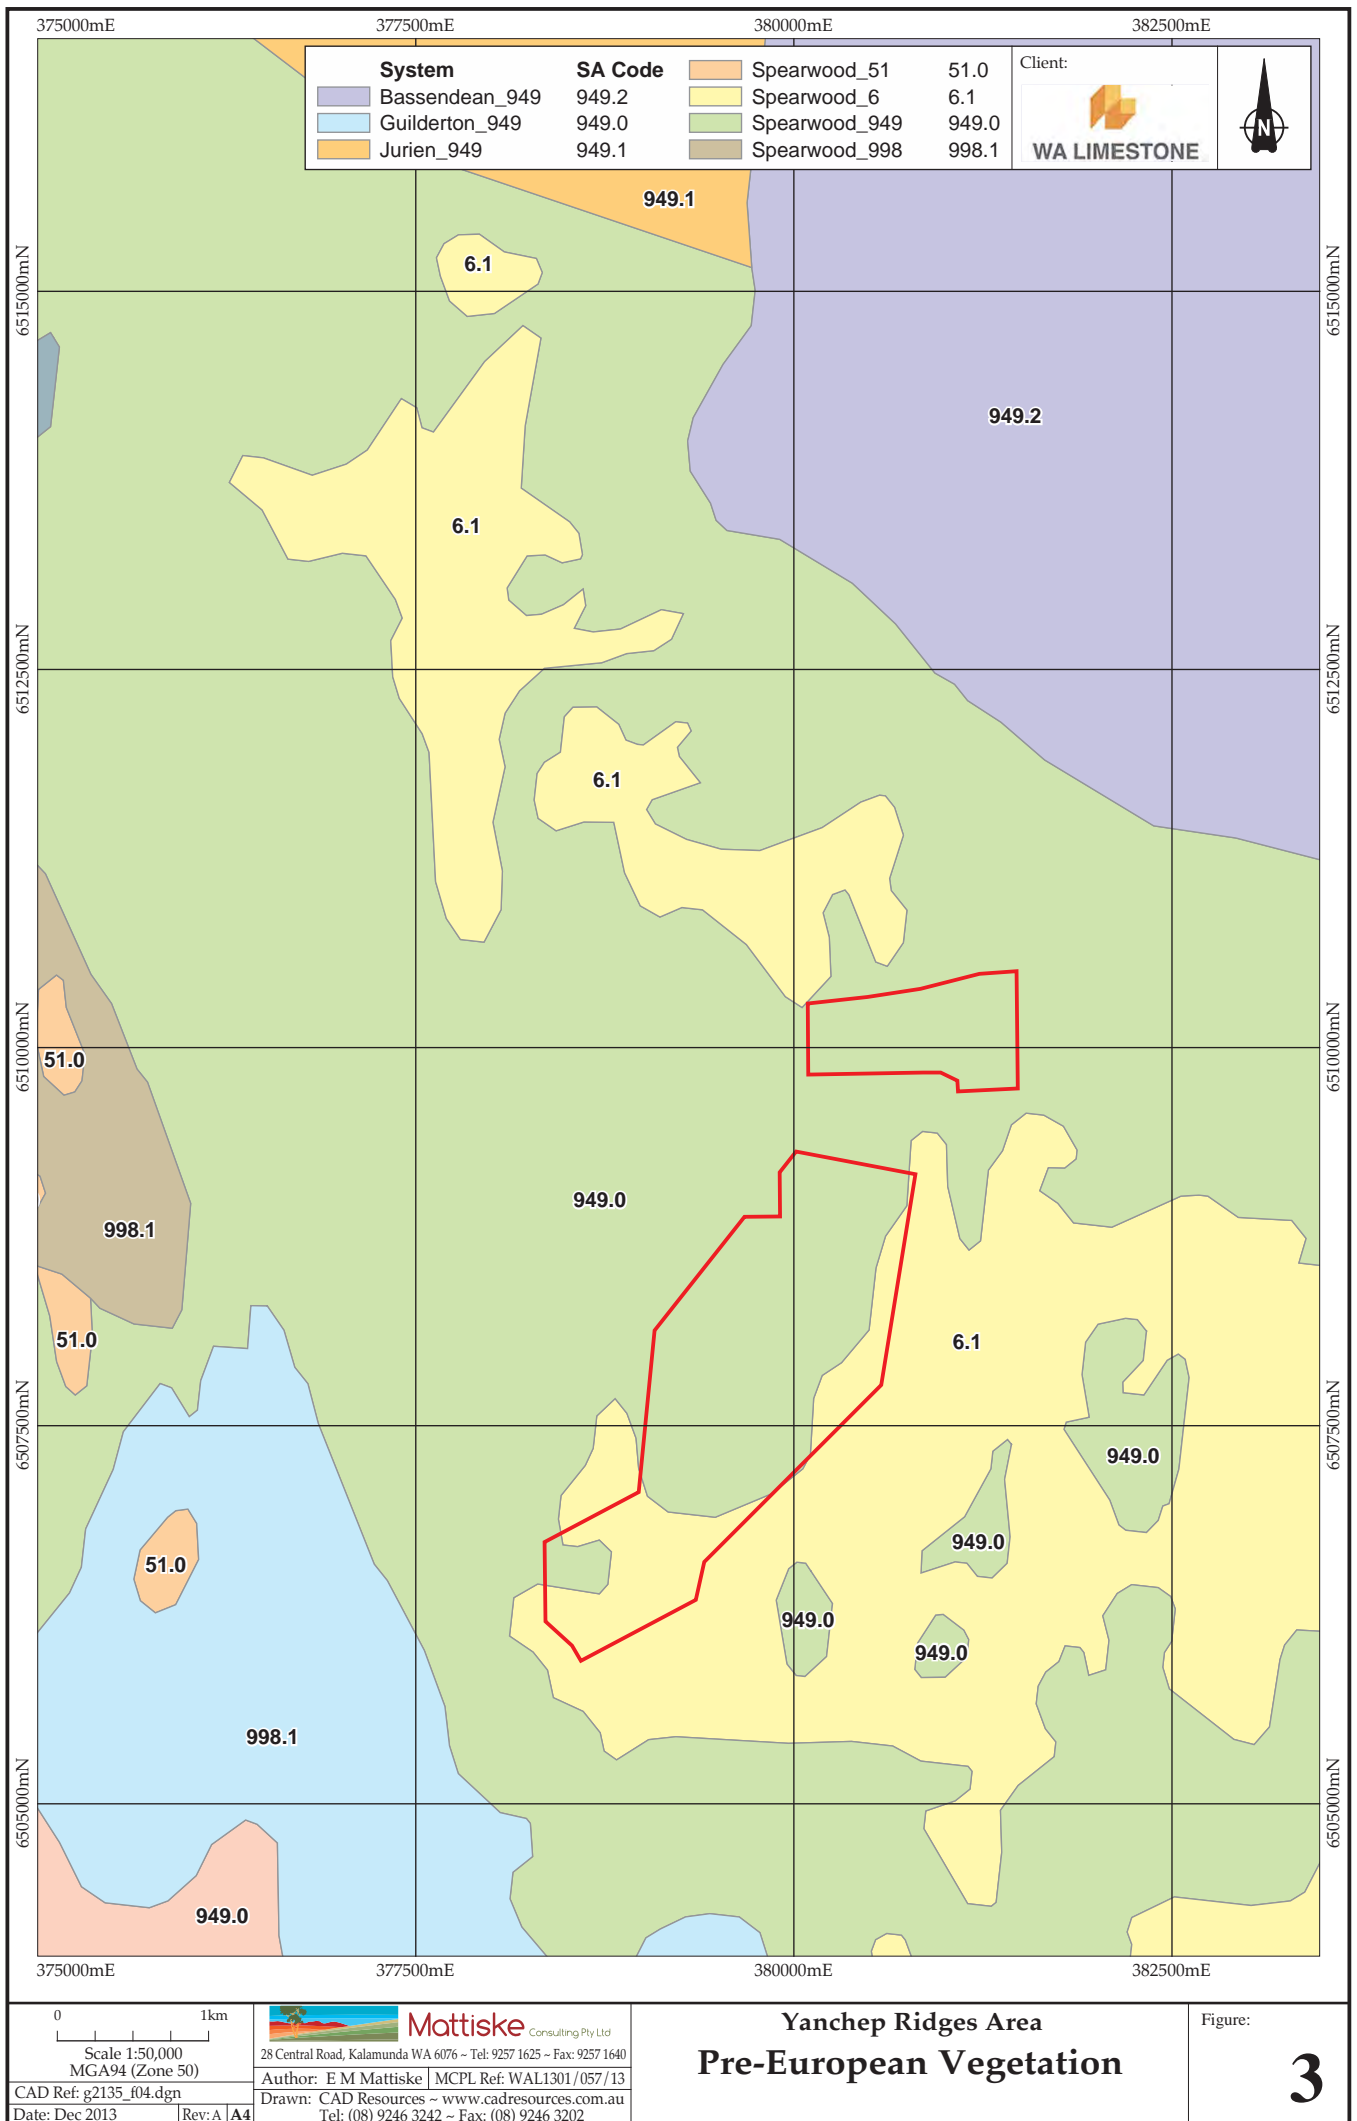 375000mE 377500mE 380000mE 382500mE
System SA Code
Bassendean_949 949.2
Guilderton_949 949.0
Jurien_949 949.1
Spearwood_51 51.0
Spearwood_6 6.1
Spearwood_949 949.0
Spearwood_998 998.1
Client:
WA LIMESTONE
N
949.1
6.1
6515000mN 6515000mN
949.2
6.1
6512500mN 6512500mN
6.1
6510000mN 6510000mN
51.0
949.0
998.1
51.0
6.1
6507500mN 6507500mN
949.0
949.0
51.0
949.0
949.0
998.1
6505000mN 6505000mN
949.0
375000mE 377500mE 380000mE 382500mE
0 1km
Scale 1:50,000
MGA94 (Zone 50)
CAD Ref: g2135_f04.dgn
Date: Dec 2013 Rev: A A4
Mattiske Consulting Pty Ltd
28 Central Road, Kalamunda WA 6076 ~ Tel: 9257 1625 ~ Fax: 9257 1640
Author: E M Mattiske MCPL Ref: WAL1301/057/13
Drawn: CAD Resources ~ www.cadresources.com.au
Tel: (08) 9246 3242 ~ Fax: (08) 9246 3202
Yanchep Ridges Area
Pre-European Vegetation
Figure:
3